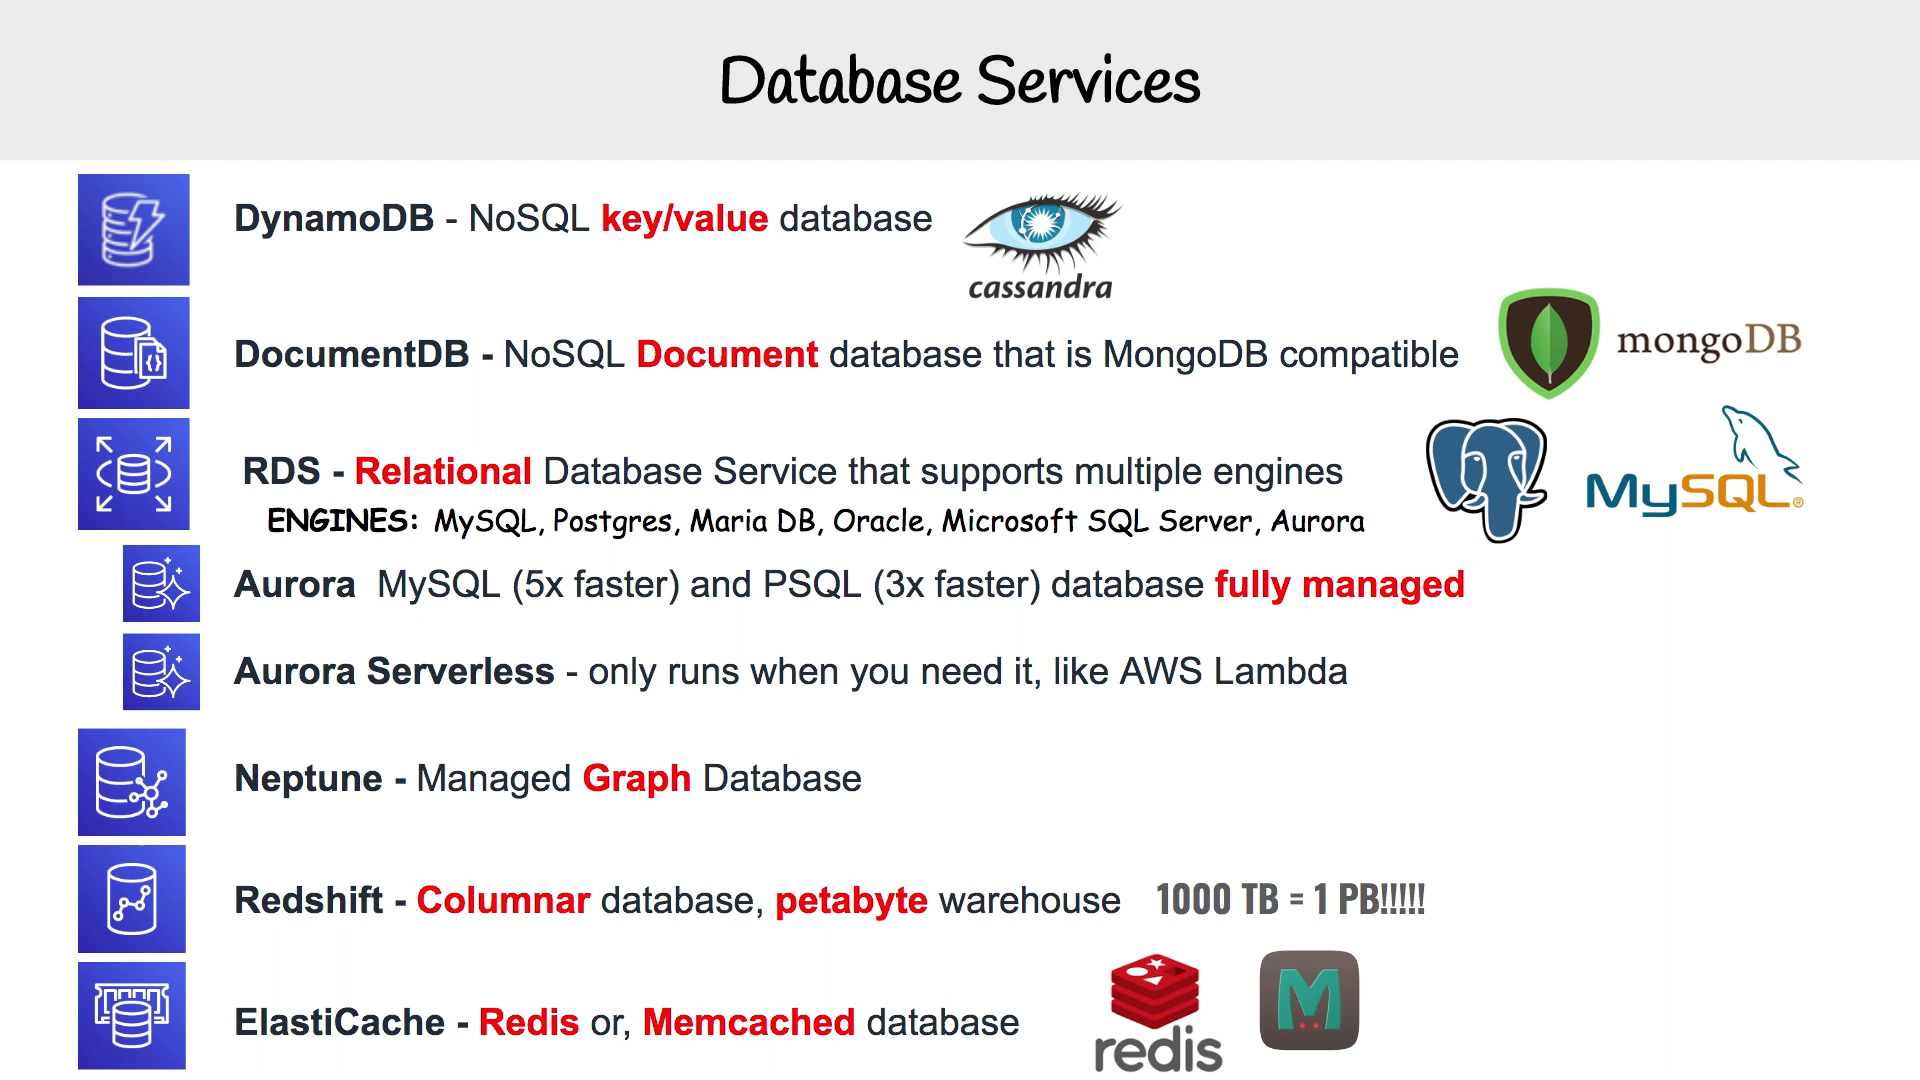 Database Services
DynamoDB - NoSQL key/value database
cassandra
DocumentDB - NoSQL Document database that is MongoDB compatible
mongoDB
RDS - Relational Database Service that supports multiple engines
MySQL®
ENGINES: MySQL, Postgres, Maria DB, Oracle, Microsoft SQL Server, Aurora
Aurora MySQL (5x faster) and PSQL (3x faster) database fully managed
Aurora Serverless - only runs when you need it, like AWS Lambda
Neptune - Managed Graph Database
Redshift - Columnar database, petabyte warehouse 1000 TB = 1 PB!!!!!
ElastiCache - Redis or, Memcached database
redis
M